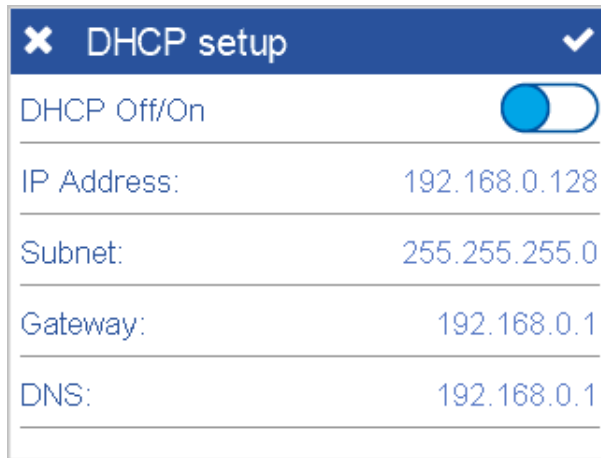 DHCP setup
DHCP Off/On
IP Address: 192.168.0.128
Subnet: 255.255.255.0
Gateway: 192.168.0.1
DNS: 192.168.0.1